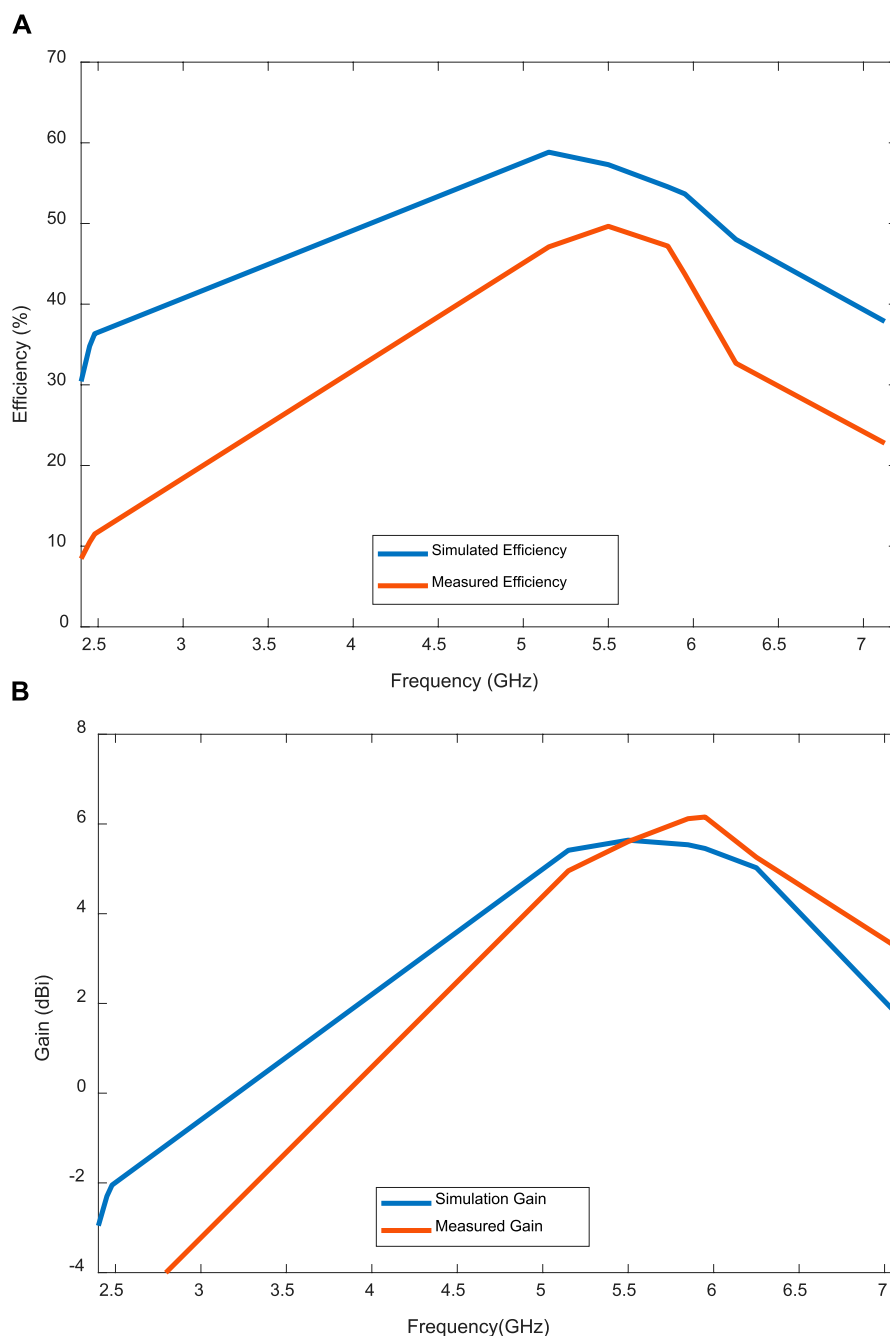 A
70
60
50
40
30
20
10
0
Efficiency (%)
Simulated Efficiency
Measured Efficiency
2.5 3 3.5 4 4.5 5 5.5 6 6.5 7
Frequency (GHz)
B
8
6
4
2
0
-2
-4
Gain (dBi)
Simulation Gain
Measured Gain
2.5 3 3.5 4 4.5 5 5.5 6 6.5 7
Frequency(GHz)